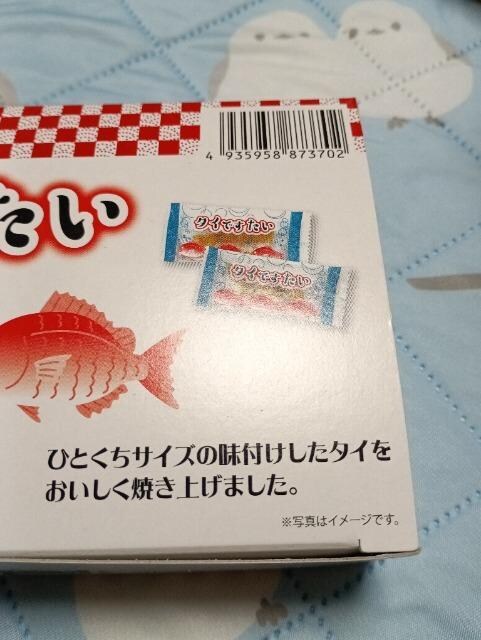 4 935958 873702
たい
タイですたい
タイですたい
ひとくちサイズの味付けしたタイを
おいしく焼き上げました。
※写真はイメージです。